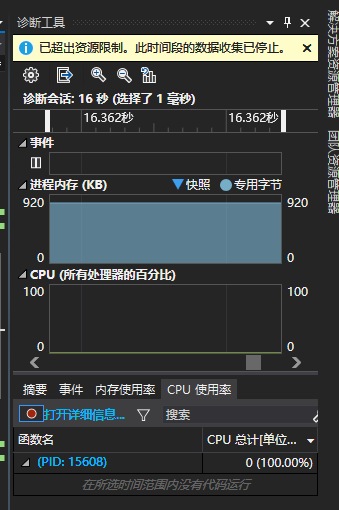 诊断工具
已超出资源限制。此时间段的数据收集已停止。
诊断会话: 16 秒 (选择了 1 毫秒)
16.362秒 16.362秒
事件
进程内存 (KB) 快照 专用字节
920 920
0 0
CPU (所有处理器的百分比)
100 100
0 0
摘要 事件 内存使用率 CPU 使用率
打开详细信息... 搜索
函数名 CPU 总计[单位...
(PID: 15608) 0 (100.00%)
在所选时间范围内没有代码运行
解决方案资源管理器
团队资源管理器